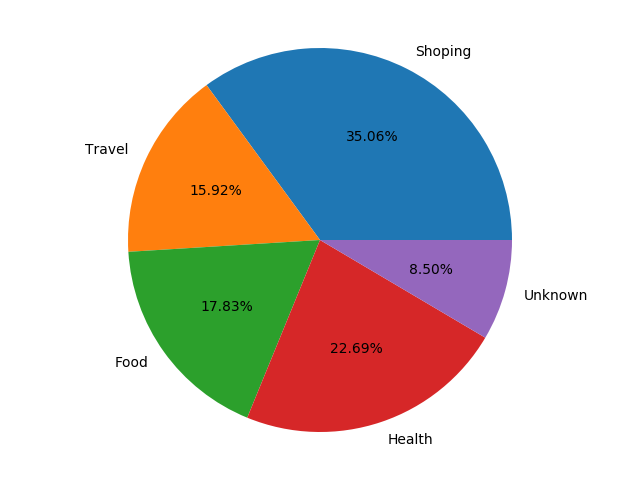 Shoping
35.06%
Travel
15.92%
Food
17.83%
Health
22.69%
Unknown
8.50%